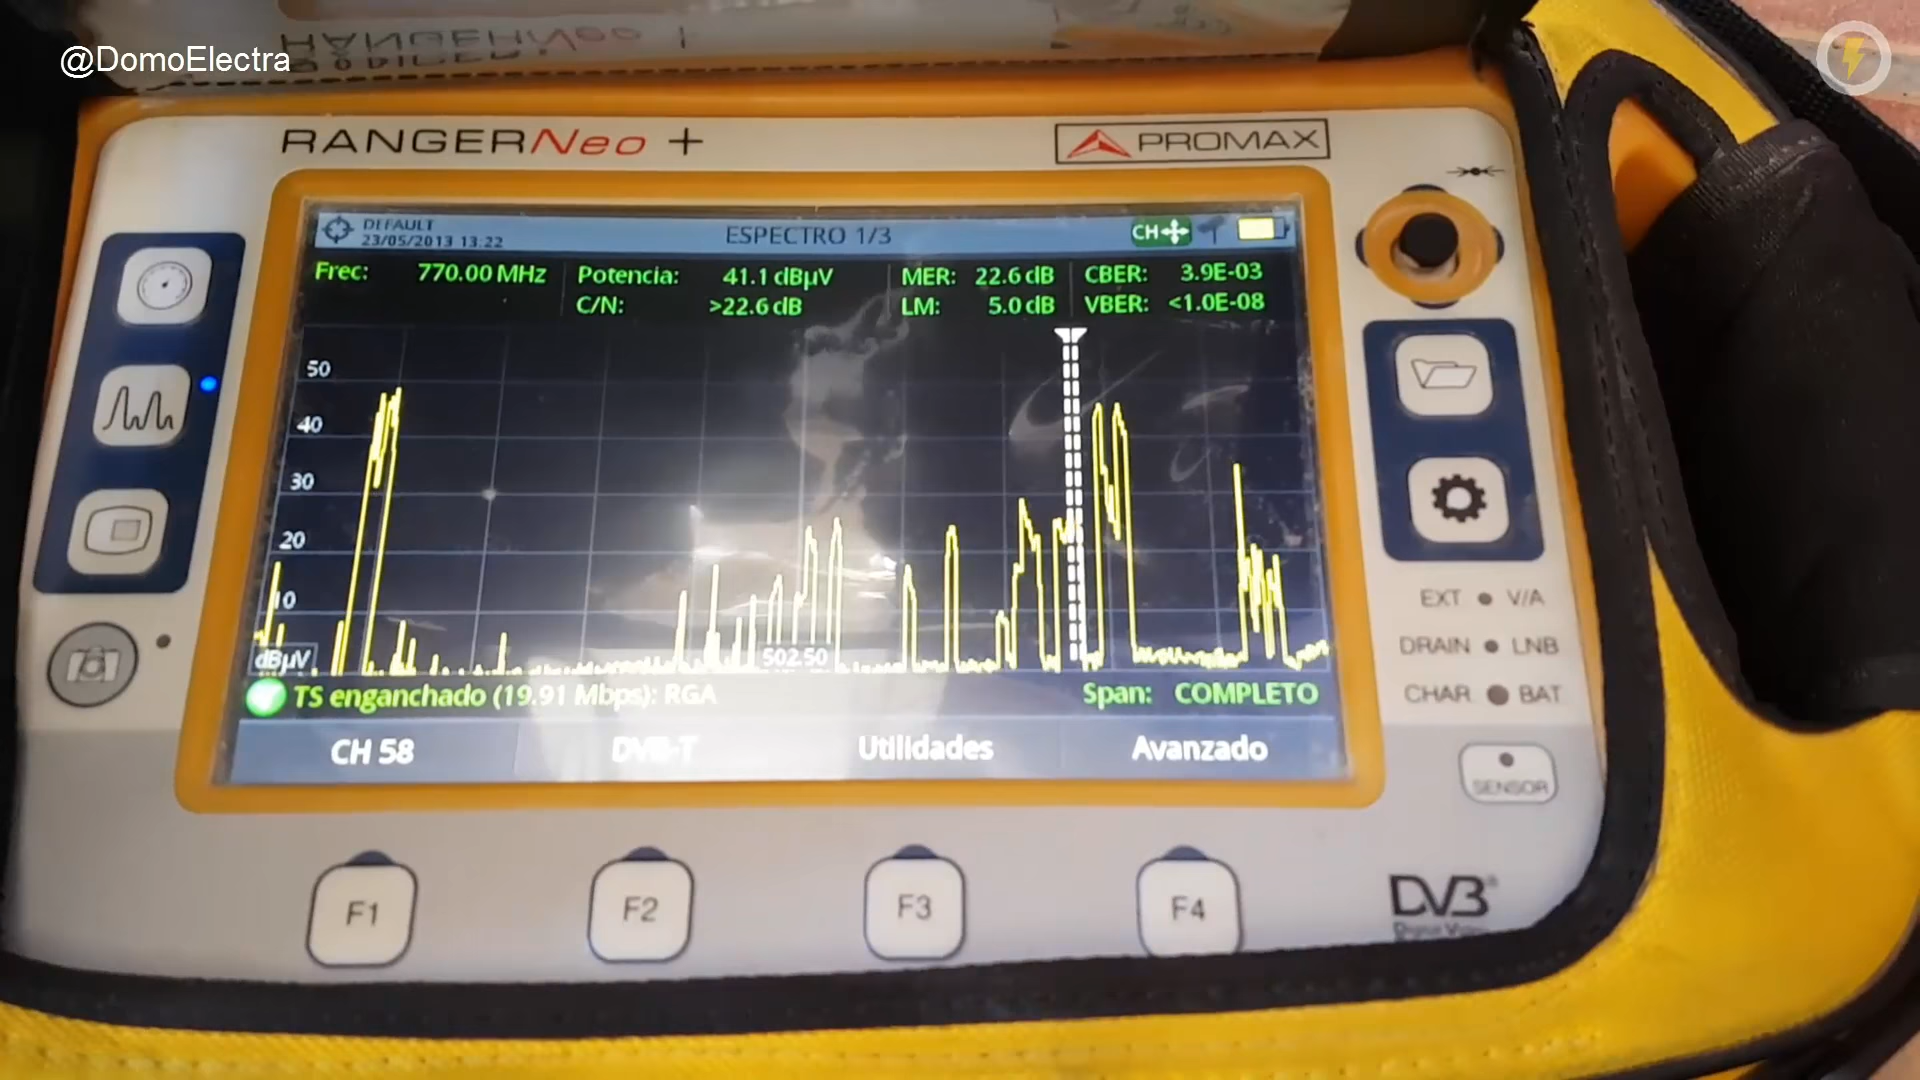 @DomoElectra
RANGERNeo +
PROMAX
DEFAULT
23/05/2013 13:22
ESPECTRO 1/3
CH
Frec: 770.00 MHz
Potencia: 41.1 dBµV
MER: 22.6 dB
CBER: 3.9E-03
C/N: >22.6 dB
LM: 5.0 dB
VBER: <1.0E-08
50
40
30
20
10
dBµV
502.50
TS enganchado (19.91 Mbps): RGA
Span: COMPLETO
CH 58
DVB-T
Utilidades
Avanzado
EXT V/A
DRAIN LNB
CHAR BAT
SENSOR
F1
F2
F3
F4
DVB